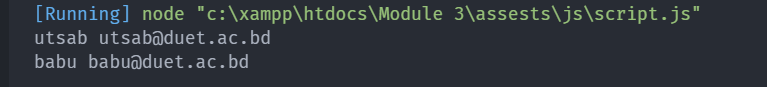 [Running] node "c:\xampp\htdocs\Module 3\assests\js\script.js"
utsab utsab@duet.ac.bd
babu babu@duet.ac.bd